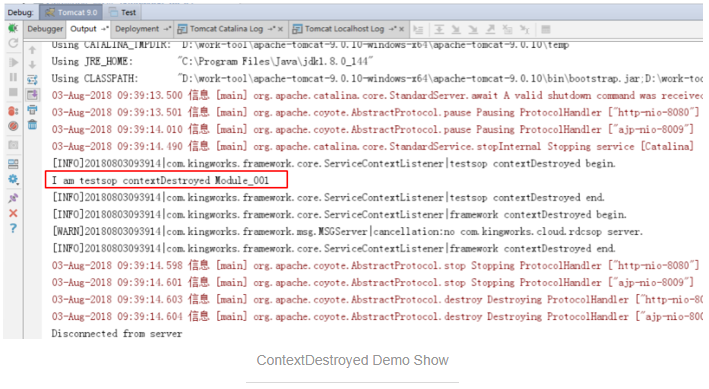 Debug: Tomcat 9.0 Test
Debugger Output Deployment Tomcat Catalina Log Tomcat Localhost Log
Using CATALINA_TMPDIR: "D:\work-tool\apache-tomcat-9.0.10-windows-x64\apache-tomcat-9.0.10\temp
Using JRE_HOME: "C:\Program Files\Java\jdk1.8.0_144"
Using CLASSPATH: "D:\work-tool\apache-tomcat-9.0.10-windows-x64\apache-tomcat-9.0.10\bin\bootstrap.jar;D:\work-too
03-Aug-2018 09:39:13.500 信息 [main] org.apache.catalina.core.StandardServer.await A valid shutdown command was received
03-Aug-2018 09:39:13.501 信息 [main] org.apache.coyote.AbstractProtocol.pause Pausing ProtocolHandler ["http-nio-8080"]
03-Aug-2018 09:39:14.010 信息 [main] org.apache.coyote.AbstractProtocol.pause Pausing ProtocolHandler ["ajp-nio-8009"]
03-Aug-2018 09:39:14.490 信息 [main] org.apache.catalina.core.StandardService.stopInternal Stopping service [Catalina]
[INFO]20180803093914|com.kingworks.framework.core.ServiceContextListener|testsop contextDestroyed begin.
I am testsop contextDestroyed Module_001
[INFO]20180803093914|com.kingworks.framework.core.ServiceContextListener|testsop contextDestroyed end.
[INFO]20180803093914|com.kingworks.framework.core.ServiceContextListener|framework contextDestroyed begin.
[WARN]20180803093914|com.kingworks.framework.msg.MSGServer|cancellation:no com.kingworks.cloud.rdcsop server.
[INFO]20180803093914|com.kingworks.framework.core.ServiceContextListener|framework contextDestroyed end.
03-Aug-2018 09:39:14.598 信息 [main] org.apache.coyote.AbstractProtocol.stop Stopping ProtocolHandler ["http-nio-8080"]
03-Aug-2018 09:39:14.601 信息 [main] org.apache.coyote.AbstractProtocol.stop Stopping ProtocolHandler ["ajp-nio-8009"]
03-Aug-2018 09:39:14.603 信息 [main] org.apache.coyote.AbstractProtocol.destroy Destroying ProtocolHandler ["http-nio-8
03-Aug-2018 09:39:14.604 信息 [main] org.apache.coyote.AbstractProtocol.destroy Destroying ProtocolHandler ["ajp-nio-80
Disconnected from server
ContextDestroyed Demo Show